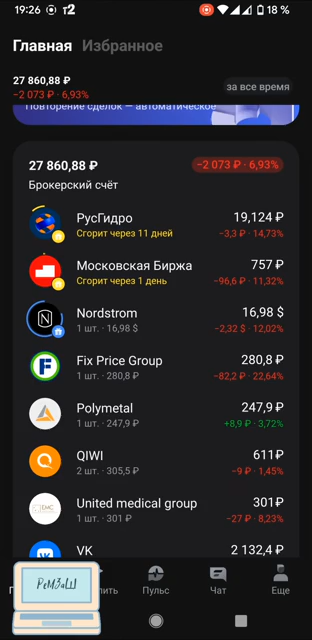 19:26 T2 18 %
Главная Избранное
27 860,88 ₽
−2 073 ₽ · 6,93%
за все время
Повторение сделок — автоматическое
27 860,88 ₽
−2 073 ₽ · 6,93%
Брокерский счёт
РусГидро 19,124 ₽
Сгорит через 11 дней −3,3 ₽ · 14,73%
Московская Биржа 757 ₽
Сгорит через 1 день −96,6 ₽ · 11,32%
Nordstrom 16,98 $
1 шт. · 16,98 $ −2,32 $ · 12,02%
Fix Price Group 280,8 ₽
1 шт. · 280,8 ₽ −82,2 ₽ · 22,64%
Polymetal 247,9 ₽
1 шт. · 247,9 ₽ +8,9 ₽ · 3,72%
QIWI 611 ₽
2 шт. · 305,5 ₽ −9 ₽ · 1,45%
United medical group 301 ₽
1 шт. · 301 ₽ −27 ₽ · 8,23%
EMC
VK 2 132,4 ₽
РеМЗаШ
Пульс Чат Еще